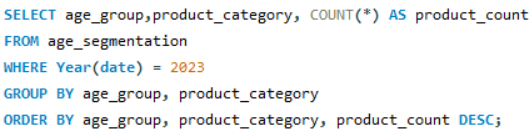 SELECT age_group,product_category, COUNT(*) AS product_count
FROM age_segmentation
WHERE Year(date) = 2023
GROUP BY age_group, product_category
ORDER BY age_group, product_category, product_count DESC;